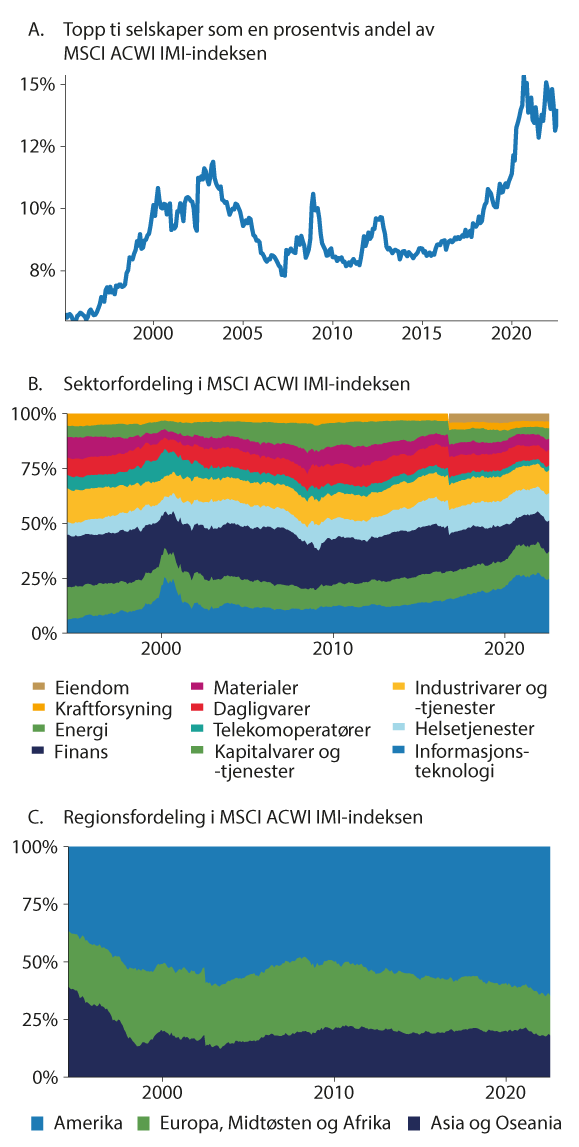 A. Topp ti selskaper som en prosentvis andel av
MSCI ACWI IMI-indeksen
15%
12%
10%
8%
2000 2005 2010 2015 2020
B. Sektorfordeling i MSCI ACWI IMI-indeksen
100%
75%
50%
25%
0%
2000 2010 2020
Eiendom
Kraftforsyning
Energi
Finans
Materialer
Dagligvarer
Telekomoperatører
Kapitalvarer og
-tjenester
Industrivarer og
-tjenester
Helsetjenester
Informasjons-
teknologi
C. Regionsfordeling i MSCI ACWI IMI-indeksen
100%
75%
50%
25%
0%
2000 2010 2020
Amerika Europa, Midtøsten og Afrika Asia og Oseania